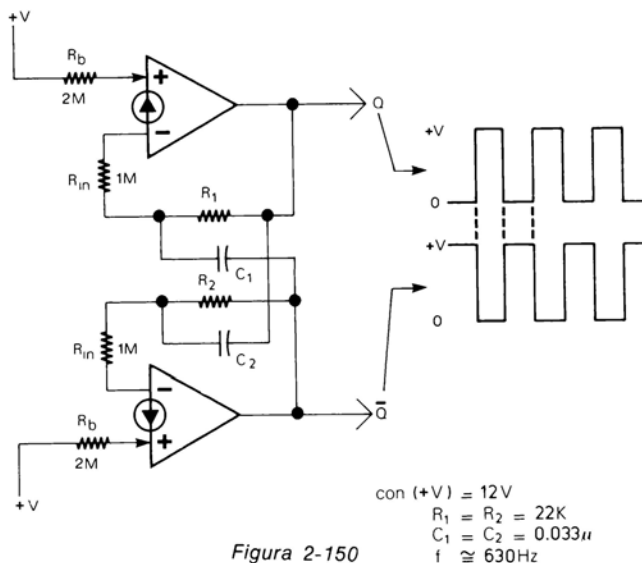 +V
R_b
2M
+
−
R_in
1M
R_1
C_1
R_2
C_2
R_in
1M
−
+
R_b
2M
+V
Q
Q̅
+V
0
+V
0
con (+V) = 12V
R_1 = R_2 = 22K
C_1 = C_2 = 0.033μ
f ≅ 630Hz
Figura 2-150